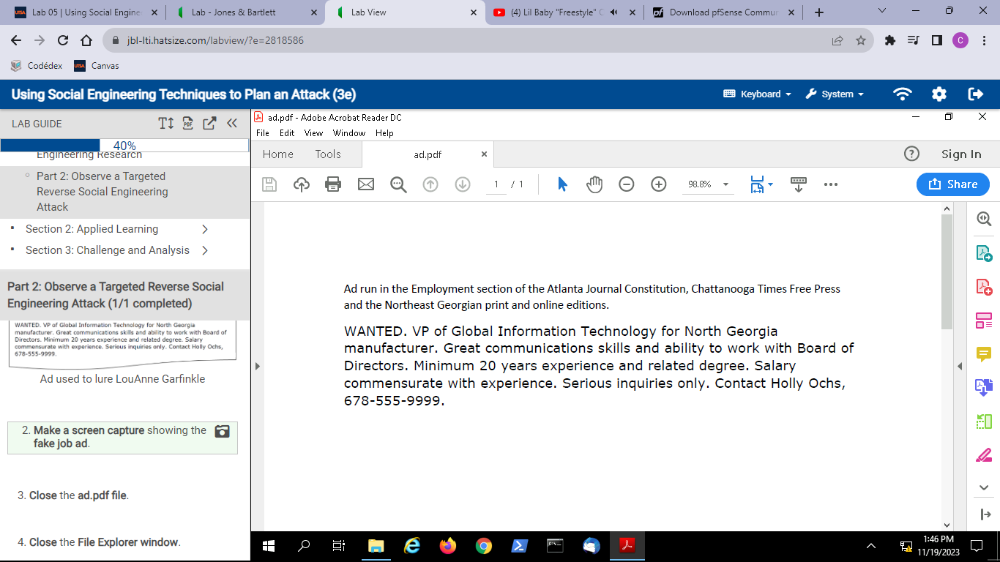 Lab 05 | Using Social Engine
Lab - Jones & Bartlett
Lab View
(4) Lil Baby "Freestyle"
Download pfSense Commun
jbl-lti.hatsize.com/labview/?e=2818586
C
Codédex
UTSA
Canvas
Using Social Engineering Techniques to Plan an Attack (3e)
Keyboard
System
LAB GUIDE
PDF
40%
Engineering Research
Part 2: Observe a Targeted
Reverse Social Engineering
Attack
Section 2: Applied Learning
Section 3: Challenge and Analysis
Part 2: Observe a Targeted Reverse Social
Engineering Attack (1/1 completed)
WANTED. VP of Global Information Technology for North Georgia
manufacturer. Great communications skills and ability to work with Board of
Directors. Minimum 20 years experience and related degree. Salary
commensurate with experience. Serious inquiries only. Contact Holly Ochs,
678-555-9999.
Ad used to lure LouAnne Garfinkle
2. Make a screen capture showing the
fake job ad.
3. Close the ad.pdf file.
4. Close the File Explorer window.
ad.pdf - Adobe Acrobat Reader DC
File Edit View Window Help
Home Tools ad.pdf Sign In
1 / 1 98.8% Share
Ad run in the Employment section of the Atlanta Journal Constitution, Chattanooga Times Free Press
and the Northeast Georgian print and online editions.
WANTED. VP of Global Information Technology for North Georgia
manufacturer. Great communications skills and ability to work with Board of
Directors. Minimum 20 years experience and related degree. Salary
commensurate with experience. Serious inquiries only. Contact Holly Ochs,
678-555-9999.
1:46 PM
11/19/2023